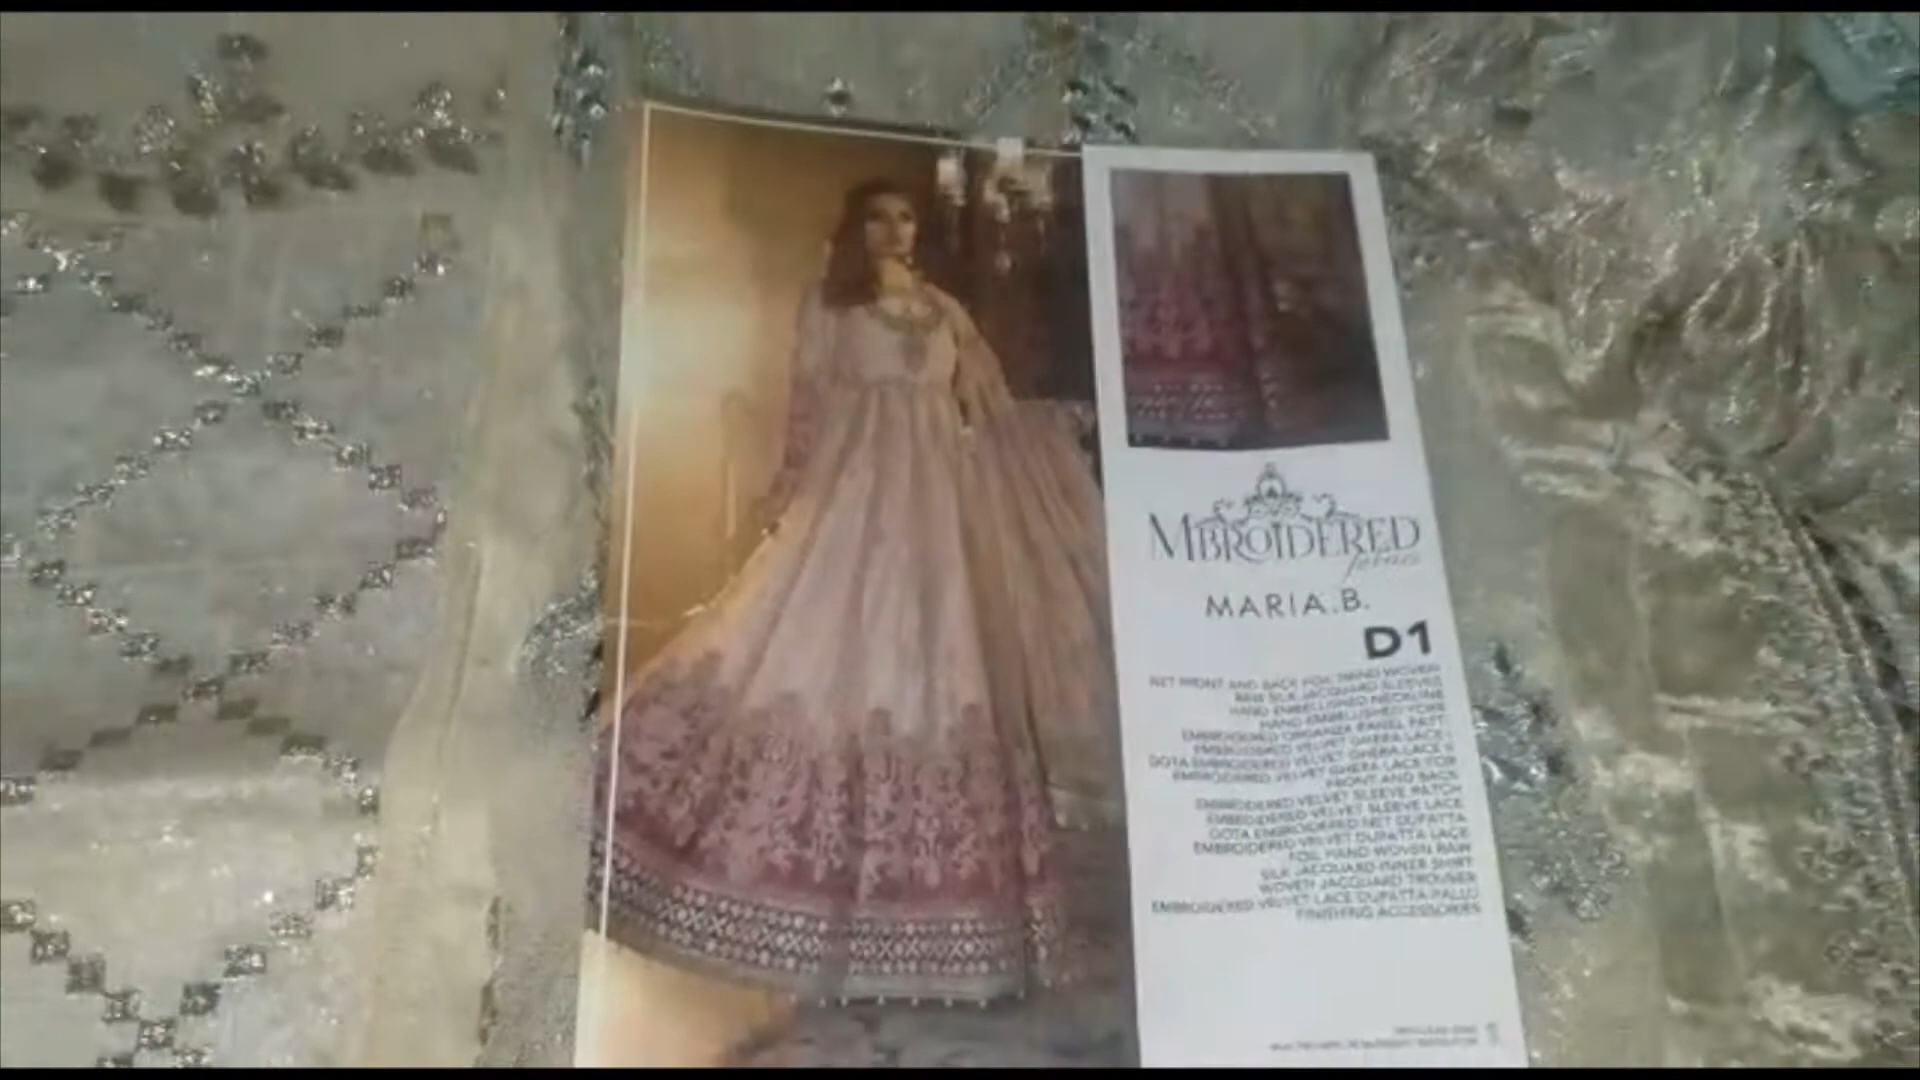 MBROIDERED
MARIA.B.
D1
NET FRONT AND BACK FOIL HAND WOVEN
RAW SILK JACQUARD SLEEVES
HAND EMBELLISHED NECKLINE
HAND EMBELLISHED YOKE
EMBROIDERED ORGANZA PANEL PATTI
EMBROIDERED VELVET GHERA LACE I
GOTA EMBROIDERED VELVET GHERA LACE II
EMBROIDERED VELVET GHERA LACE FOR
FRONT AND BACK
EMBROIDERED VELVET SLEEVE PATCH
EMBROIDERED VELVET SLEEVE LACE
GOTA EMBROIDERED NET DUPATTA
EMBROIDERED VELVET DUPATTA LACE
FOIL HAND WOVEN RAW
SILK JACQUARD INNER SHIRT
WOVEN JACQUARD TROUSER
EMBROIDERED VELVET LACE DUPATTA PALLU
FINISHING ACCESSORIES